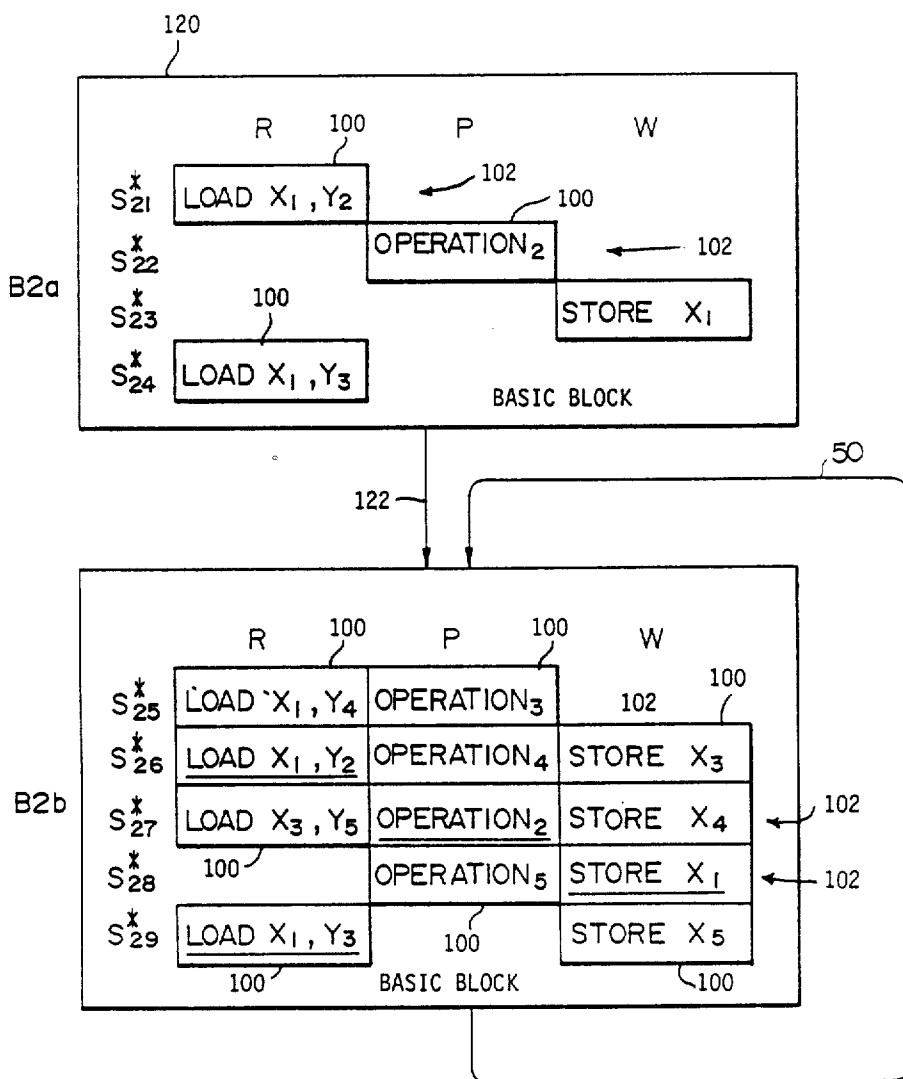 120
R 100 P W
S*21 LOAD X1, Y2 102 100
S*22 OPERATION2 102
B2a
S*23 100 STORE X1
S*24 LOAD X1, Y3
BASIC BLOCK
50
122
R 100 P 100 W
S*25 LOAD X1, Y4 OPERATION3 102 100
S*26 LOAD X1, Y2 OPERATION4 STORE X3
B2b
S*27 LOAD X3, Y5 OPERATION2 STORE X4 102
S*28 100 OPERATION5 STORE X1 102
S*29 LOAD X1, Y3 100 STORE X5
100 BASIC BLOCK 100